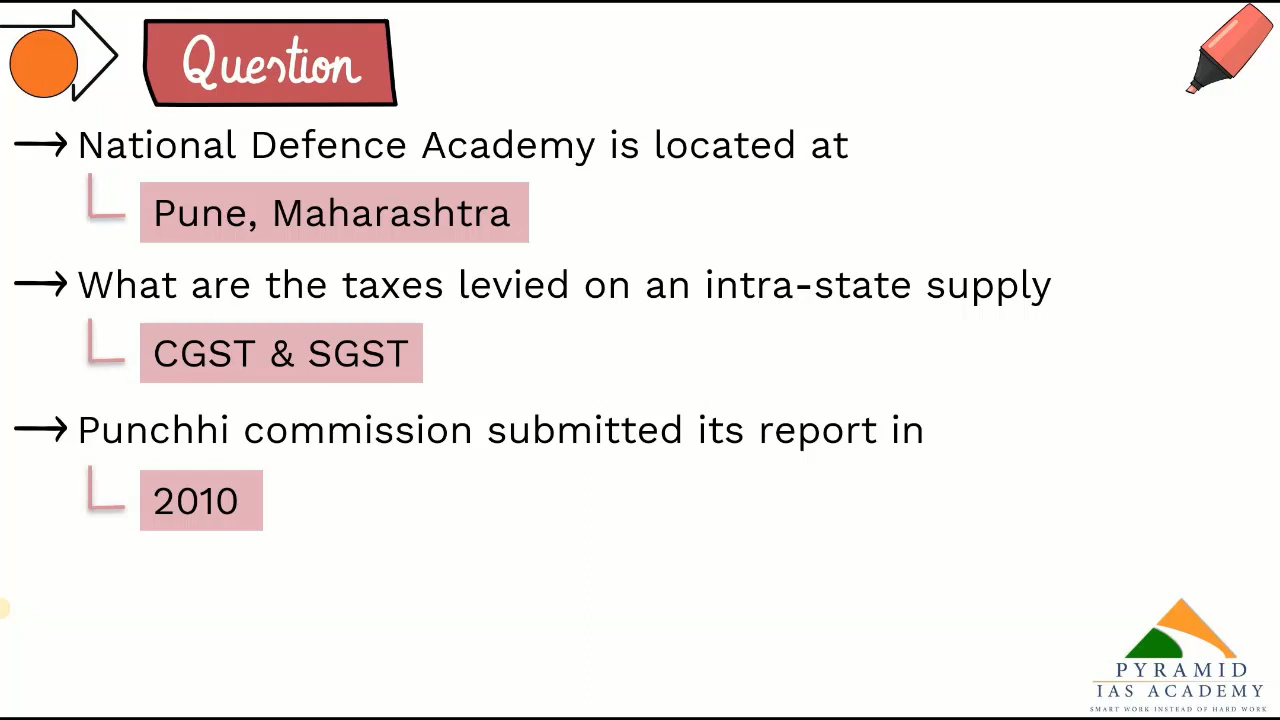 Question
National Defence Academy is located at
Pune, Maharashtra
What are the taxes levied on an intra-state supply
CGST & SGST
Punchhi commission submitted its report in
2010
PYRAMID
IAS ACADEMY
SMART WORK INSTEAD OF HARD WORK